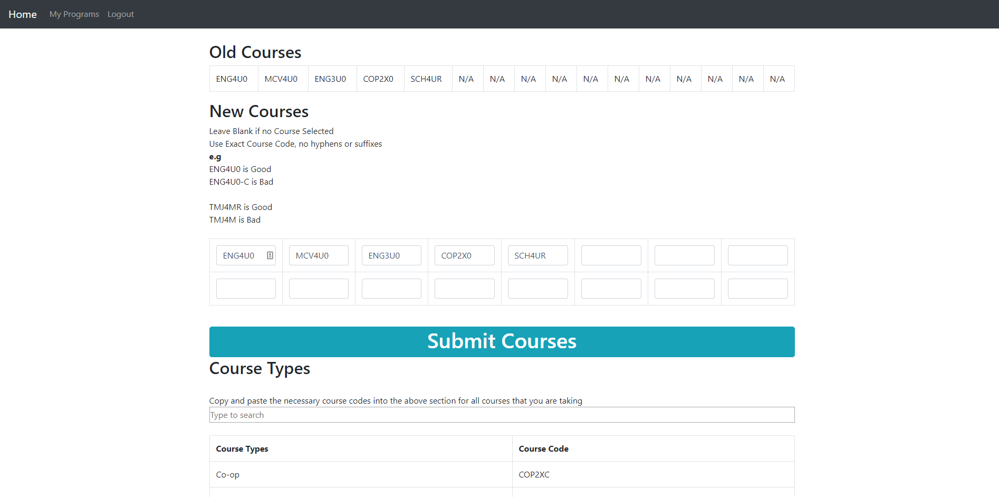 Home My Programs Logout
Old Courses
ENG4U0 MCV4U0 ENG3U0 COP2X0 SCH4UR N/A N/A N/A N/A N/A N/A N/A N/A N/A N/A N/A
New Courses
Leave Blank if no Course Selected
Use Exact Course Code, no hyphens or suffixes
e.g
ENG4U0 is Good
ENG4U0-C is Bad
TMJ4MR is Good
TMJ4M is Bad
ENG4U0 MCV4U0 ENG3U0 COP2X0 SCH4UR
Submit Courses
Course Types
Copy and paste the necessary course codes into the above section for all courses that you are taking
Type to search
Course Types Course Code
Co-op COP2XC